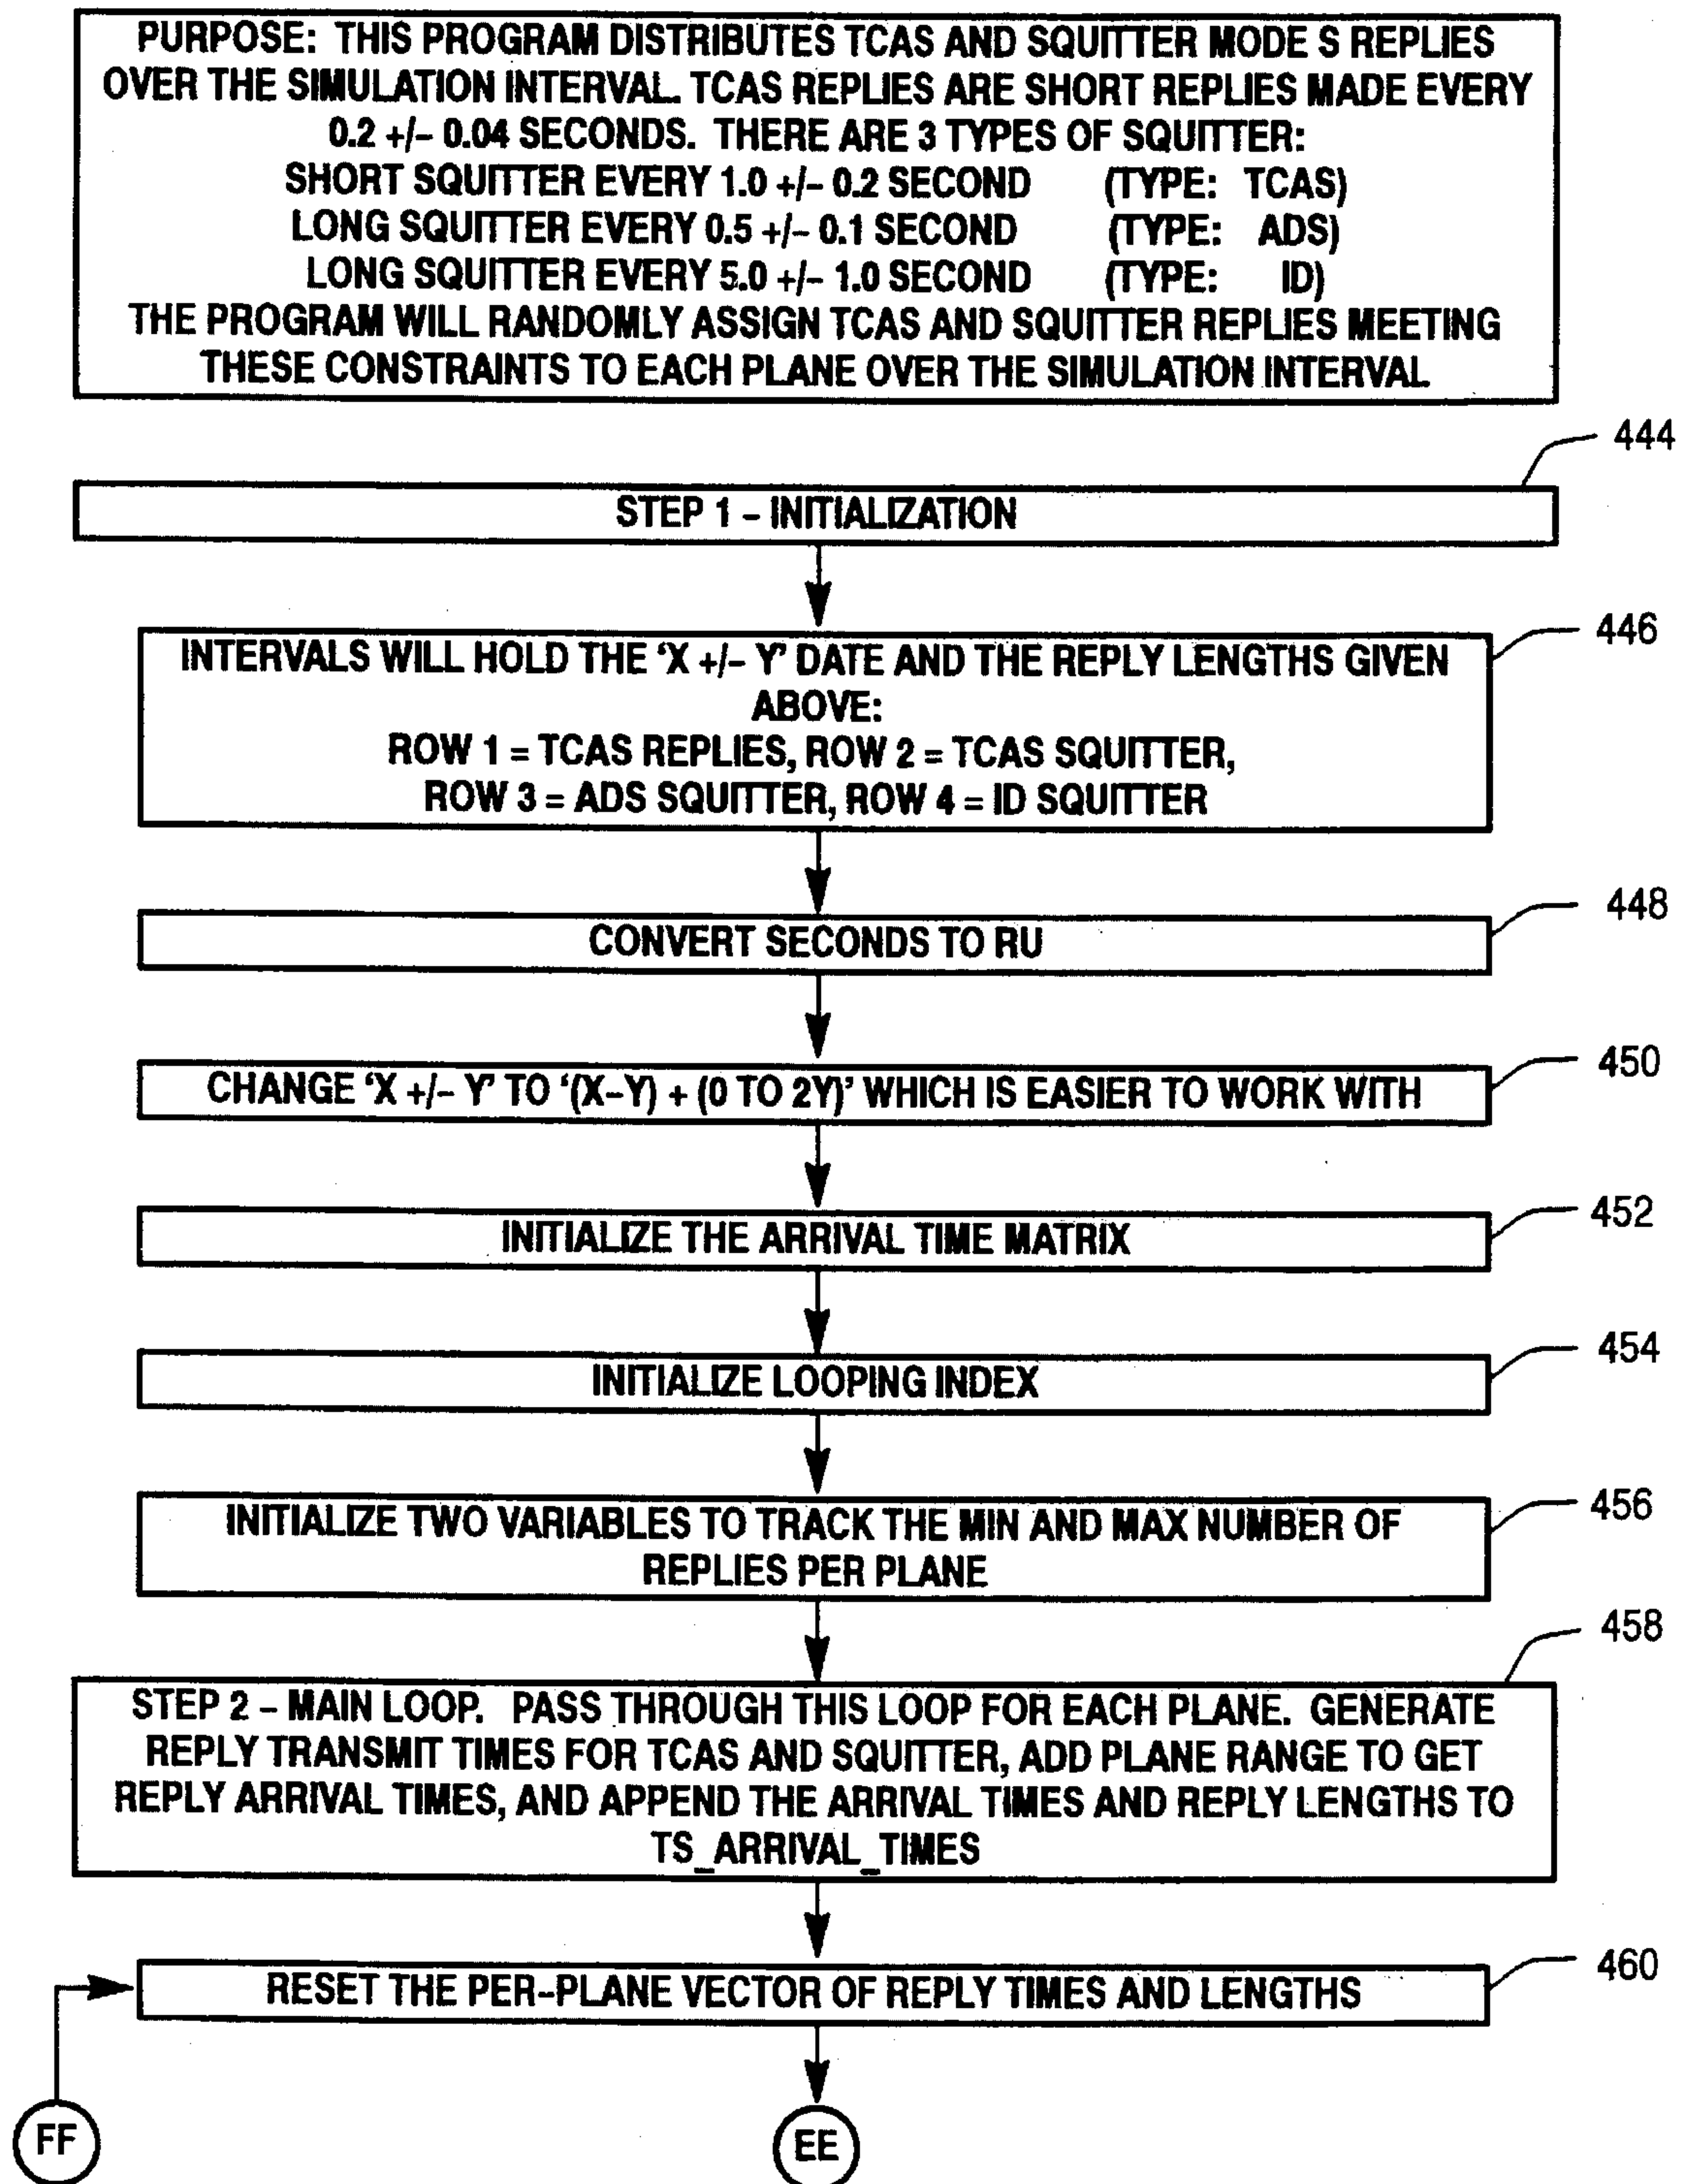 PURPOSE: THIS PROGRAM DISTRIBUTES TCAS AND SQUITTER MODE S REPLIES
OVER THE SIMULATION INTERVAL. TCAS REPLIES ARE SHORT REPLIES MADE EVERY
0.2 +/- 0.04 SECONDS. THERE ARE 3 TYPES OF SQUITTER:
SHORT SQUITTER EVERY 1.0 +/- 0.2 SECOND (TYPE: TCAS)
LONG SQUITTER EVERY 0.5 +/- 0.1 SECOND (TYPE: ADS)
LONG SQUITTER EVERY 5.0 +/- 1.0 SECOND (TYPE: ID)
THE PROGRAM WILL RANDOMLY ASSIGN TCAS AND SQUITTER REPLIES MEETING
THESE CONSTRAINTS TO EACH PLANE OVER THE SIMULATION INTERVAL
444
STEP 1 - INITIALIZATION
446
INTERVALS WILL HOLD THE 'X +/- Y' DATE AND THE REPLY LENGTHS GIVEN
ABOVE:
ROW 1 = TCAS REPLIES, ROW 2 = TCAS SQUITTER,
ROW 3 = ADS SQUITTER, ROW 4 = ID SQUITTER
448
CONVERT SECONDS TO RU
450
CHANGE 'X +/- Y' TO '(X-Y) + (0 TO 2Y)' WHICH IS EASIER TO WORK WITH
452
INITIALIZE THE ARRIVAL TIME MATRIX
454
INITIALIZE LOOPING INDEX
456
INITIALIZE TWO VARIABLES TO TRACK THE MIN AND MAX NUMBER OF
REPLIES PER PLANE
458
STEP 2 - MAIN LOOP. PASS THROUGH THIS LOOP FOR EACH PLANE. GENERATE
REPLY TRANSMIT TIMES FOR TCAS AND SQUITTER, ADD PLANE RANGE TO GET
REPLY ARRIVAL TIMES, AND APPEND THE ARRIVAL TIMES AND REPLY LENGTHS TO
TS_ARRIVAL_TIMES
460
RESET THE PER-PLANE VECTOR OF REPLY TIMES AND LENGTHS
FF
EE